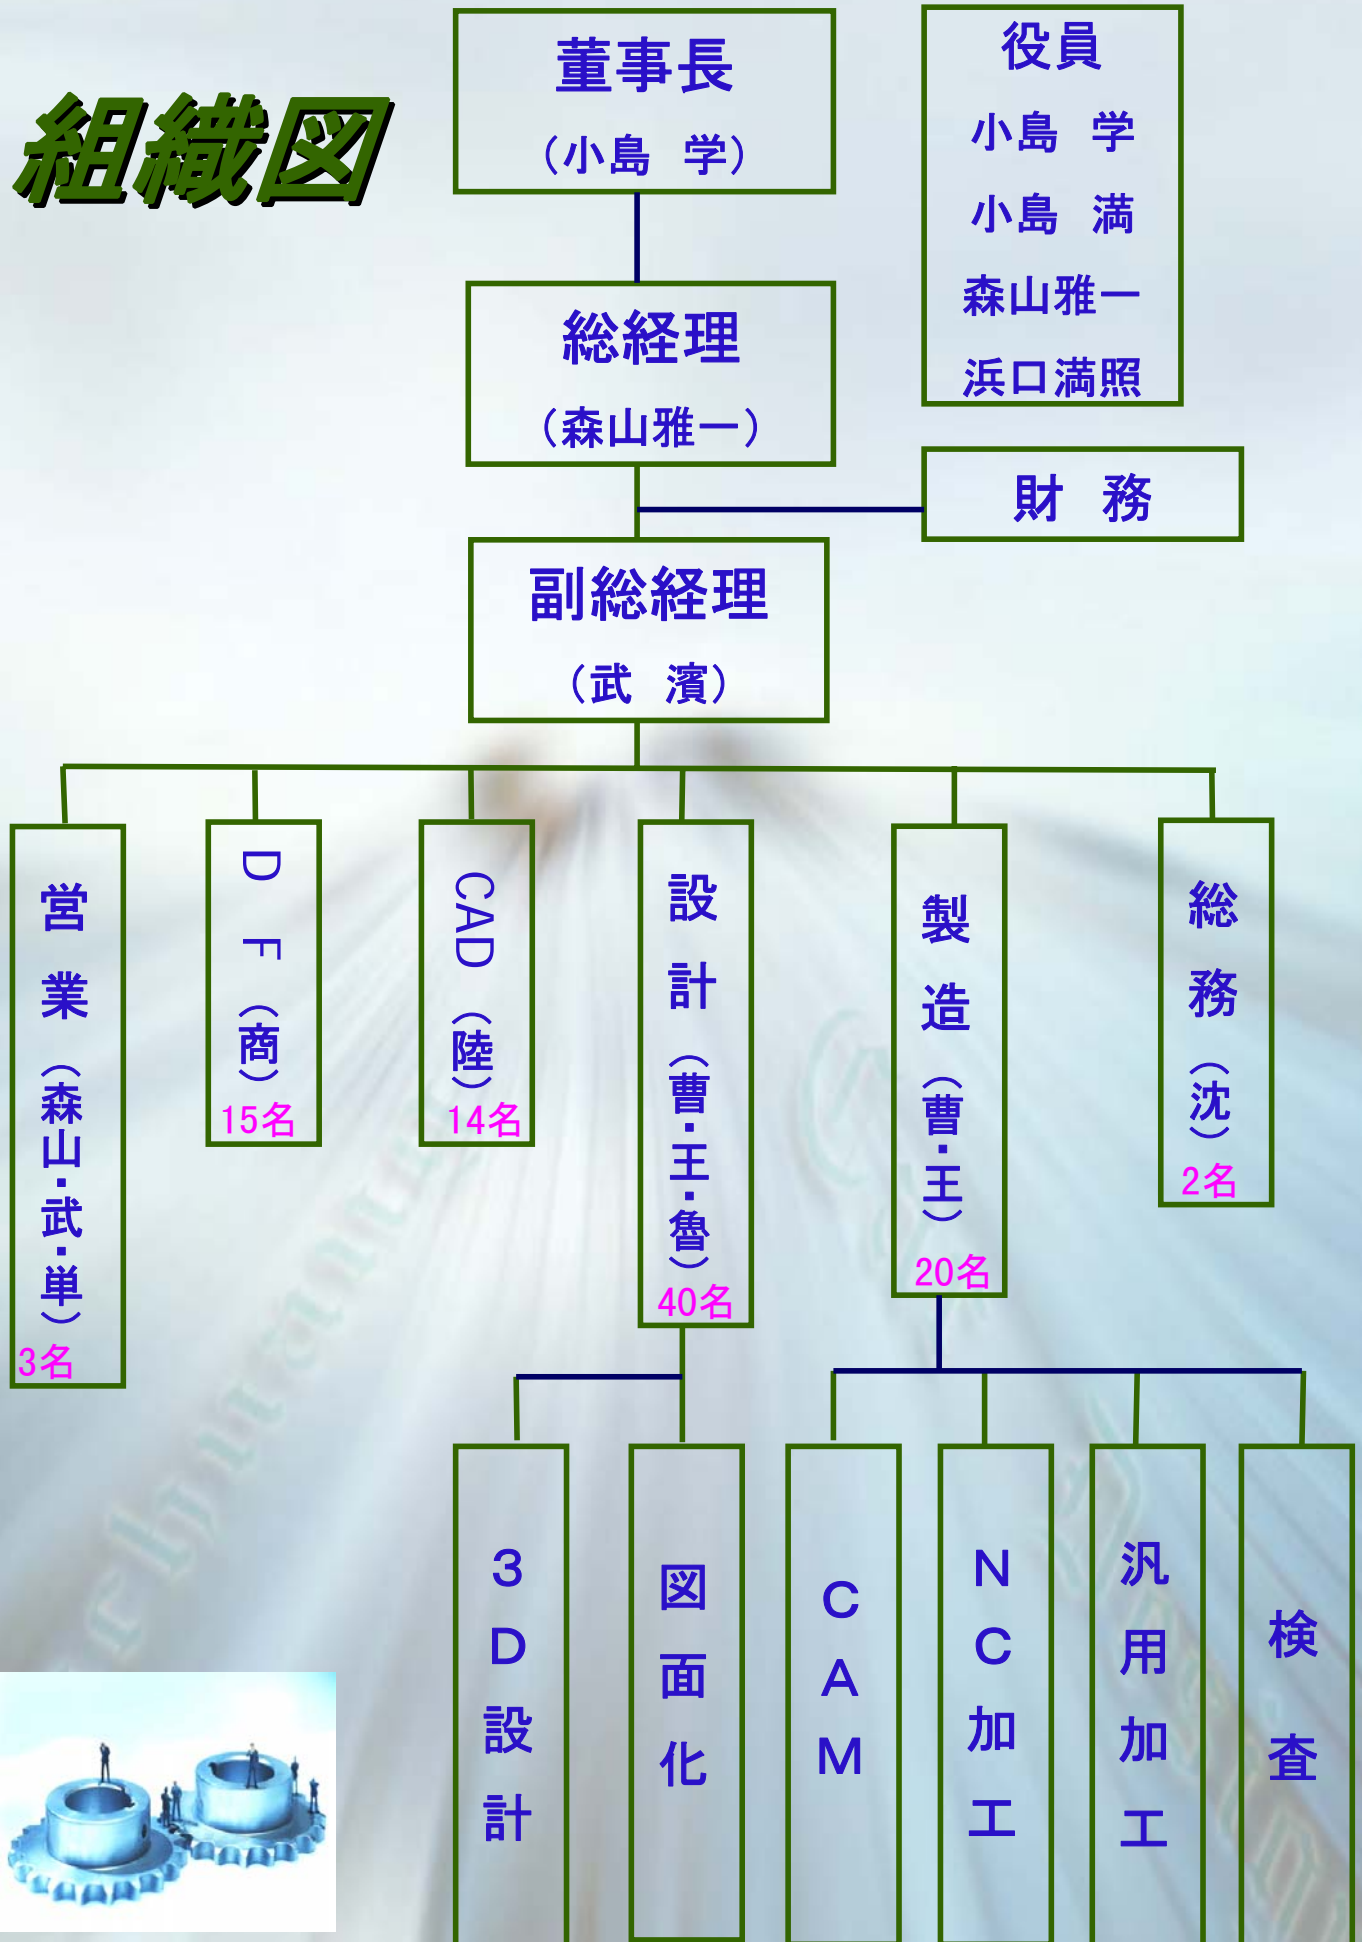 組織図
董事長
（小島　学）
役員
小島　学
小島　満
森山雅一
浜口満照
総経理
（森山雅一）
財　務
副総経理
（武　濱）
営業（森山・武・単）
3名
ＤＦ（商）
15名
CAD（陸）
14名
設計（曹・王・魯）
40名
製造（曹・王）
20名
総務（沈）
2名
３Ｄ設計
図面化
ＣＡＭ
ＮＣ加工
汎用加工
検査